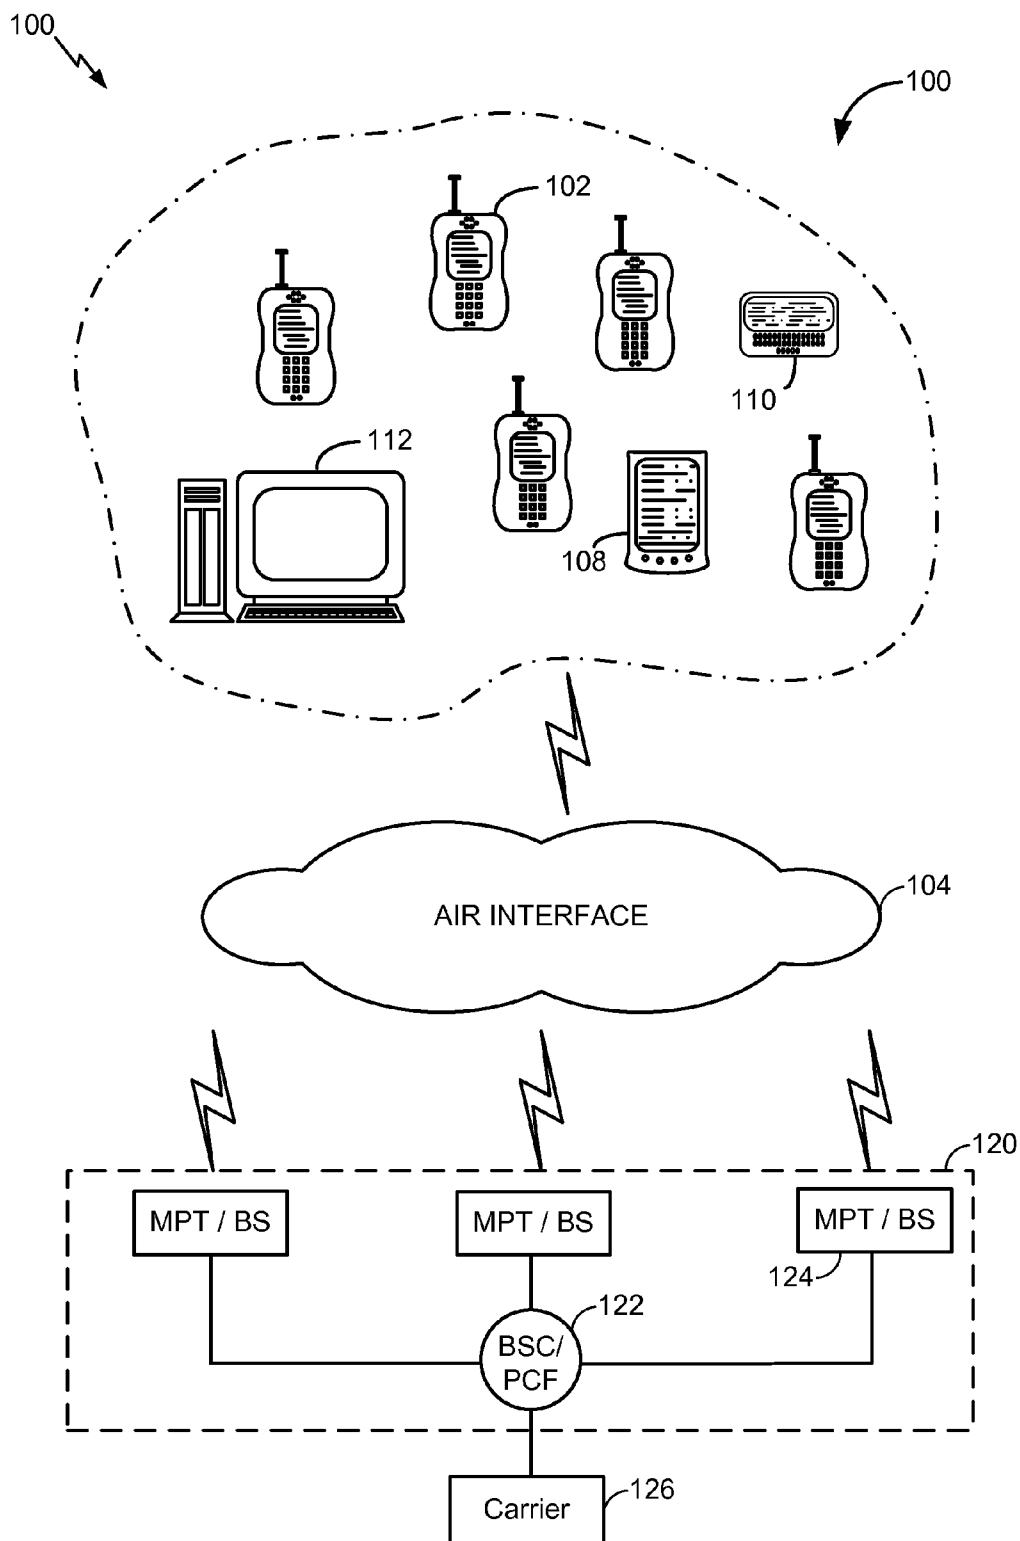 100
100
102
110
112
108
104
AIR INTERFACE
120
MPT / BS
MPT / BS
MPT / BS
124
122
BSC/
PCF
Carrier
126